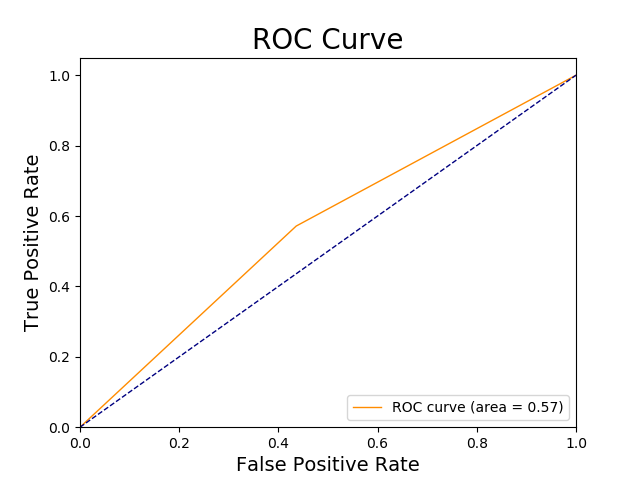 ROC Curve
True Positive Rate
1.0
0.8
0.6
0.4
0.2
0.0
ROC curve (area = 0.57)
0.0 0.2 0.4 0.6 0.8 1.0
False Positive Rate